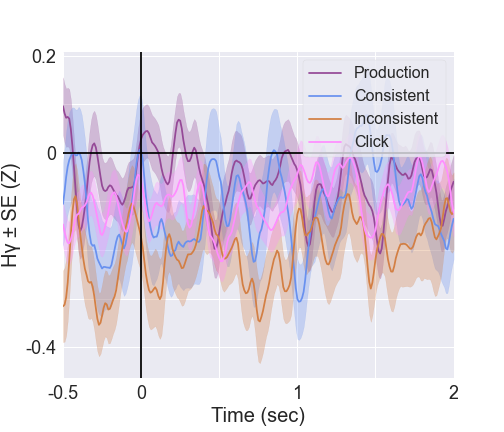 Hγ ± SE (Z)
0.2
0
-0.4
Production
Consistent
Inconsistent
Click
-0.5
0
1
2
Time (sec)